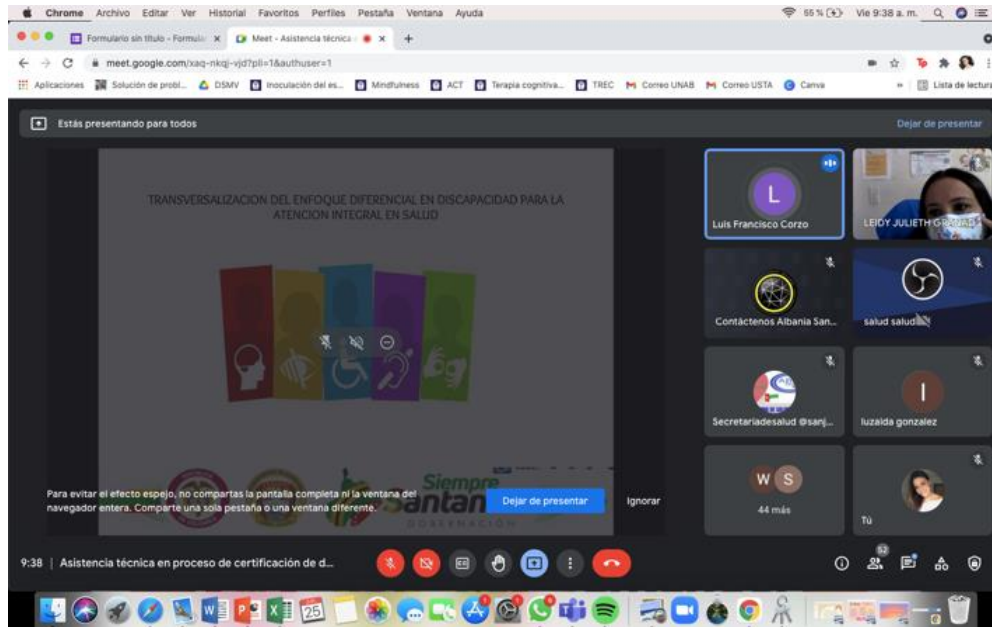 Chrome Archivo Editar Ver Historial Favoritos Perfiles Pestaña Ventana Ayuda
55 % Vie 9:38 a. m.
Formulario sin título - Formula
Meet - Asistencia técnica
meet.google.com/xaq-nkqj-vjd?pli=1&authuser=1
Aplicaciones
Solución de probl...
DSMV
Inoculación del es...
Mindfulness
ACT
Terapia cognitiva...
TREC
Correo UNAB
Correo USTA
Canva
Lista de lectura
Estás presentando para todos
Dejar de presentar
TRANSVERSALIZACION DEL ENFOQUE DIFERENCIAL EN DISCAPACIDAD PARA LA
ATENCION INTEGRAL EN SALUD
L
Luis Francisco Corzo
LEIDY JULIETH
Contáctenos Albania San...
salud salud
Secretariadesalud @sanj...
I
luzalda gonzalez
W S
44 más
Tú
Siempre
Santan
GOBERNACIÓN
Para evitar el efecto espejo, no compartas la pantalla completa ni la ventana del
navegador entera. Comparte una sola pestaña o una ventana diferente.
Dejar de presentar
Ignorar
9:38 | Asistencia técnica en proceso de certificación de d...
52
25